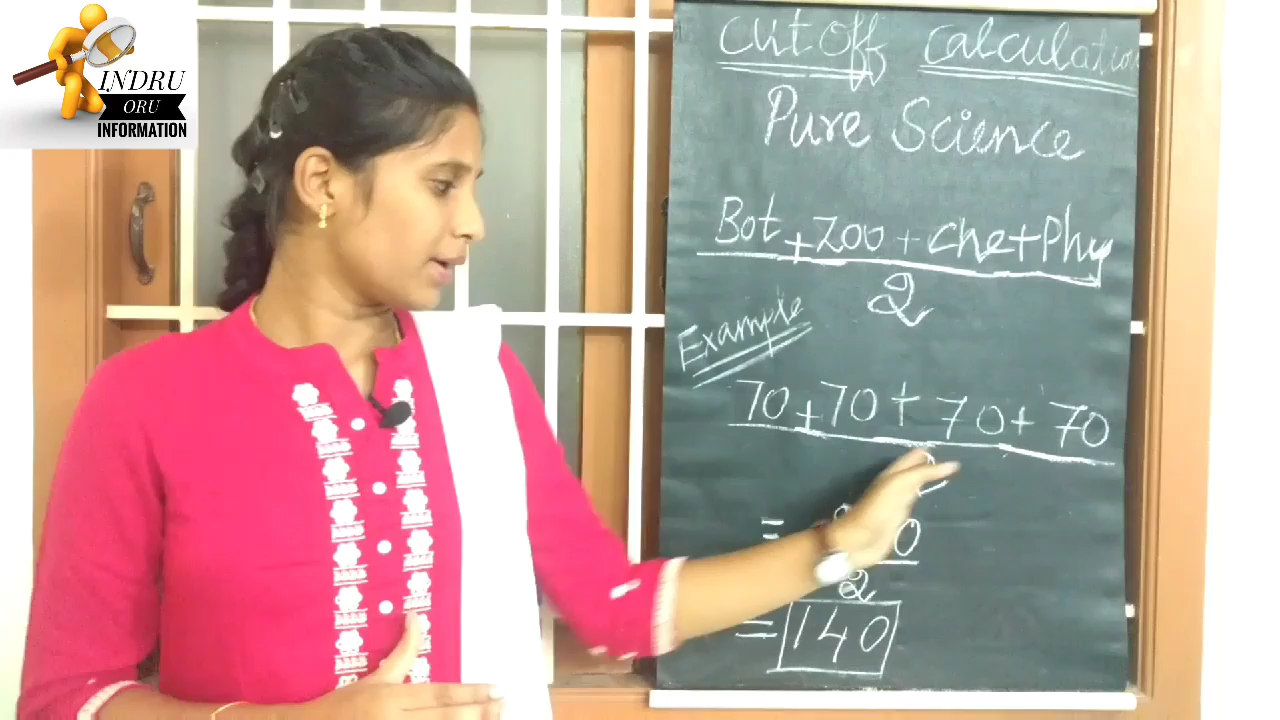 INDRU
ORU
INFORMATION
Cutoff Calculation
Pure Science
Bot + Zoo + Che + Phy
2
Example
70 + 70 + 70 + 70
=
0
2
= 140